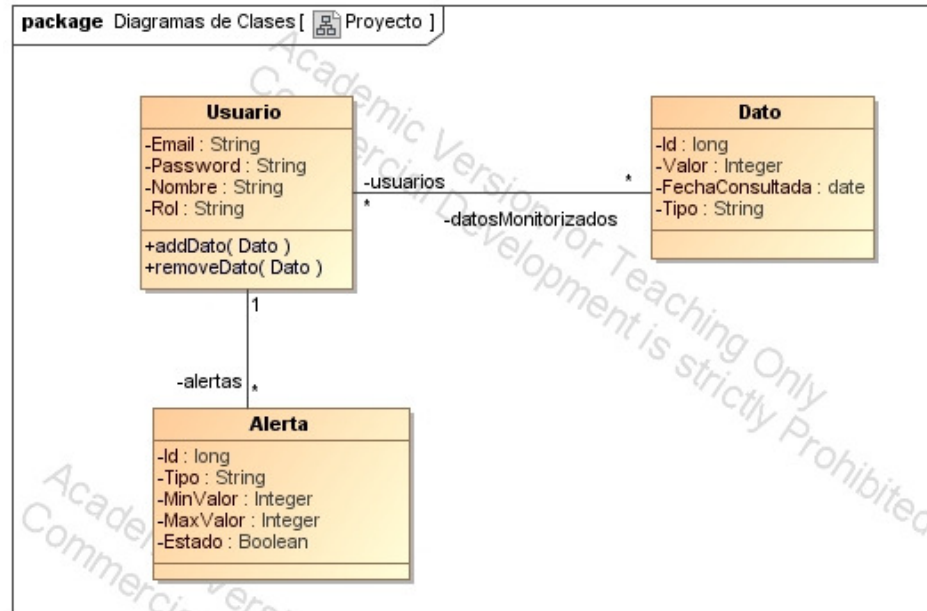 package Diagramas de Clases [ Proyecto ]
Usuario
-Email : String
-Password : String
-Nombre : String
-Rol : String
+addDato( Dato )
+removeDato( Dato )
-usuarios
*
*
-datosMonitorizados
Dato
-Id : long
-Valor : Integer
-FechaConsultada : date
-Tipo : String
1
-alertas
*
Alerta
-Id : long
-Tipo : String
-MinValor : Integer
-MaxValor : Integer
-Estado : Boolean
Academic Version for Teaching Only
Commercial Development is strictly Prohibited